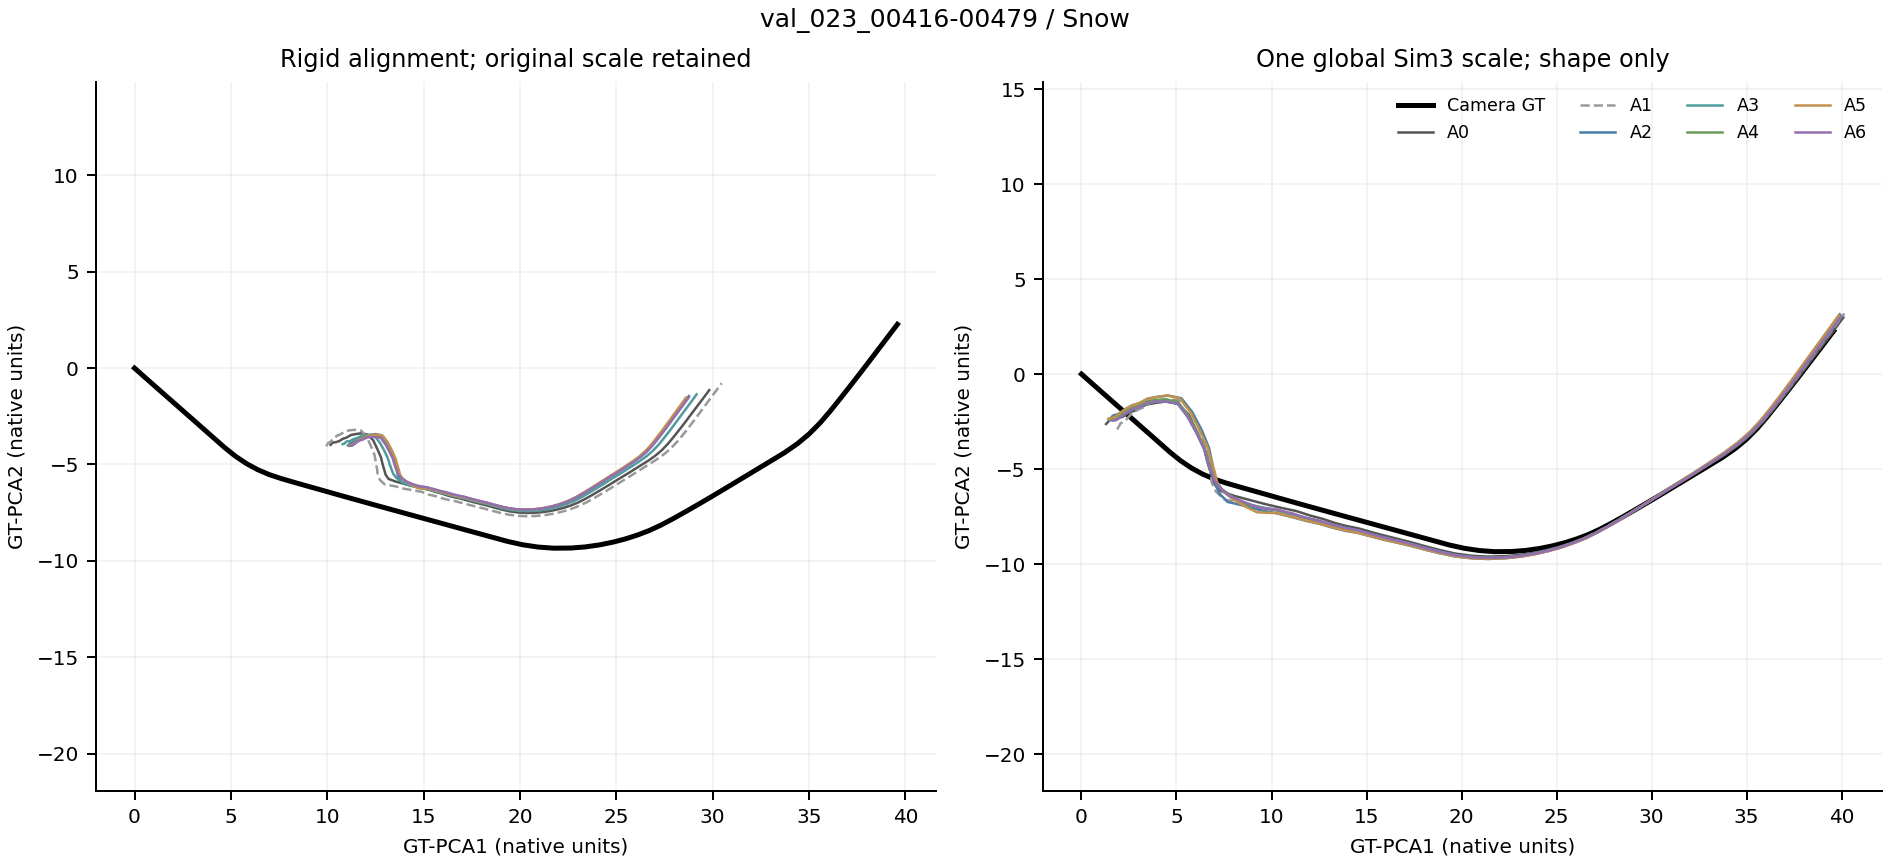 val_023_00416-00479 / Snow
Rigid alignment; original scale retained
10
5
0
−5
−10
−15
−20
GT-PCA2 (native units)
0 5 10 15 20 25 30 35 40
GT-PCA1 (native units)
One global Sim3 scale; shape only
Camera GT A1 A3 A5
A0 A2 A4 A6
15
10
5
0
−5
−10
−15
−20
GT-PCA2 (native units)
0 5 10 15 20 25 30 35 40
GT-PCA1 (native units)